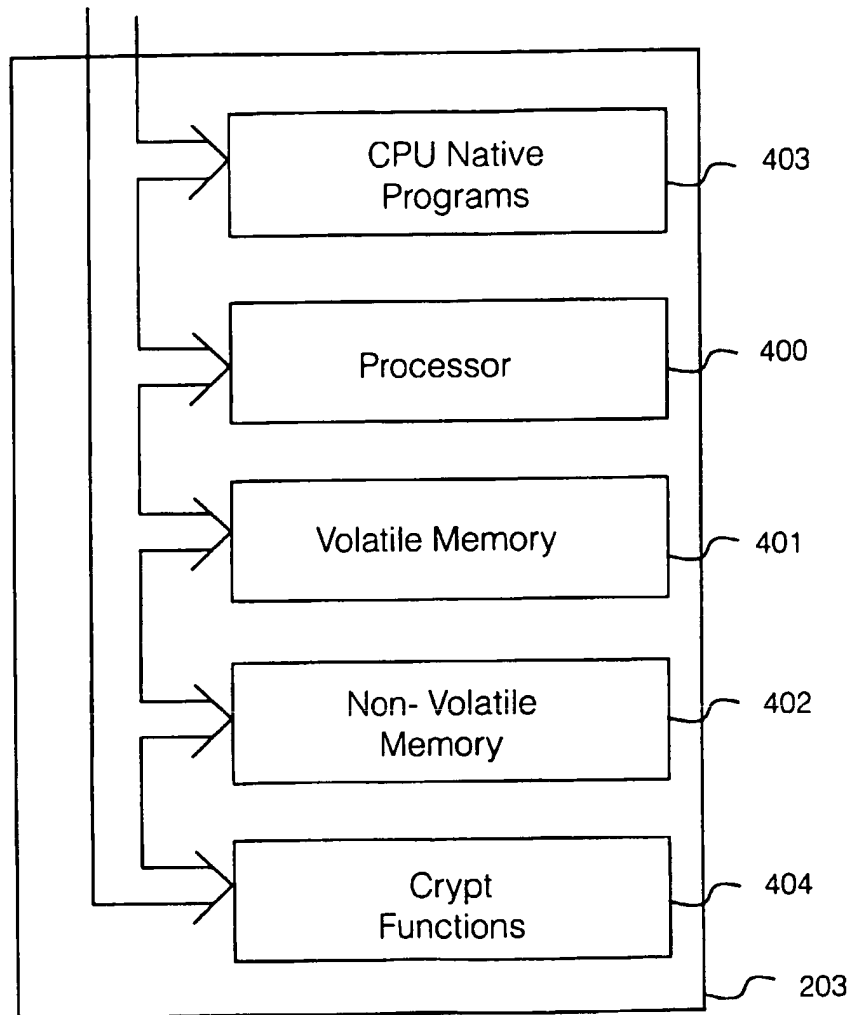 CPU Native
Programs
403
Processor
400
Volatile Memory
401
Non- Volatile
Memory
402
Crypt
Functions
404
203